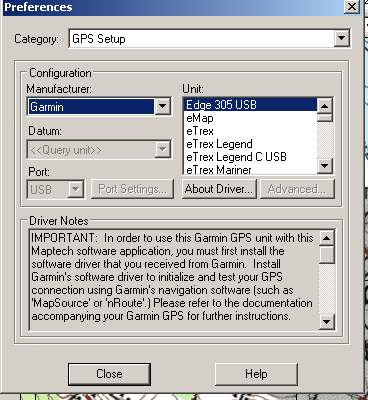 Preferences
Category: GPS Setup
Configuration
Manufacturer: Unit:
Garmin
Edge 305 USB
eMap
eTrex
eTrex Legend
eTrex Legend C USB
eTrex Mariner
Datum:
<<Query unit>>
Port:
USB Port Settings... About Driver... Advanced...
Driver Notes
IMPORTANT: In order to use this Garmin GPS unit with this
Maptech software application, you must first install the
software driver that you received from Garmin. Install
Garmin's software driver to initialize and test your GPS
connection using Garmin's navigation software (such as
'MapSource' or 'nRoute'.) Please refer to the documentation
accompanying your Garmin GPS for further instructions.
Close Help